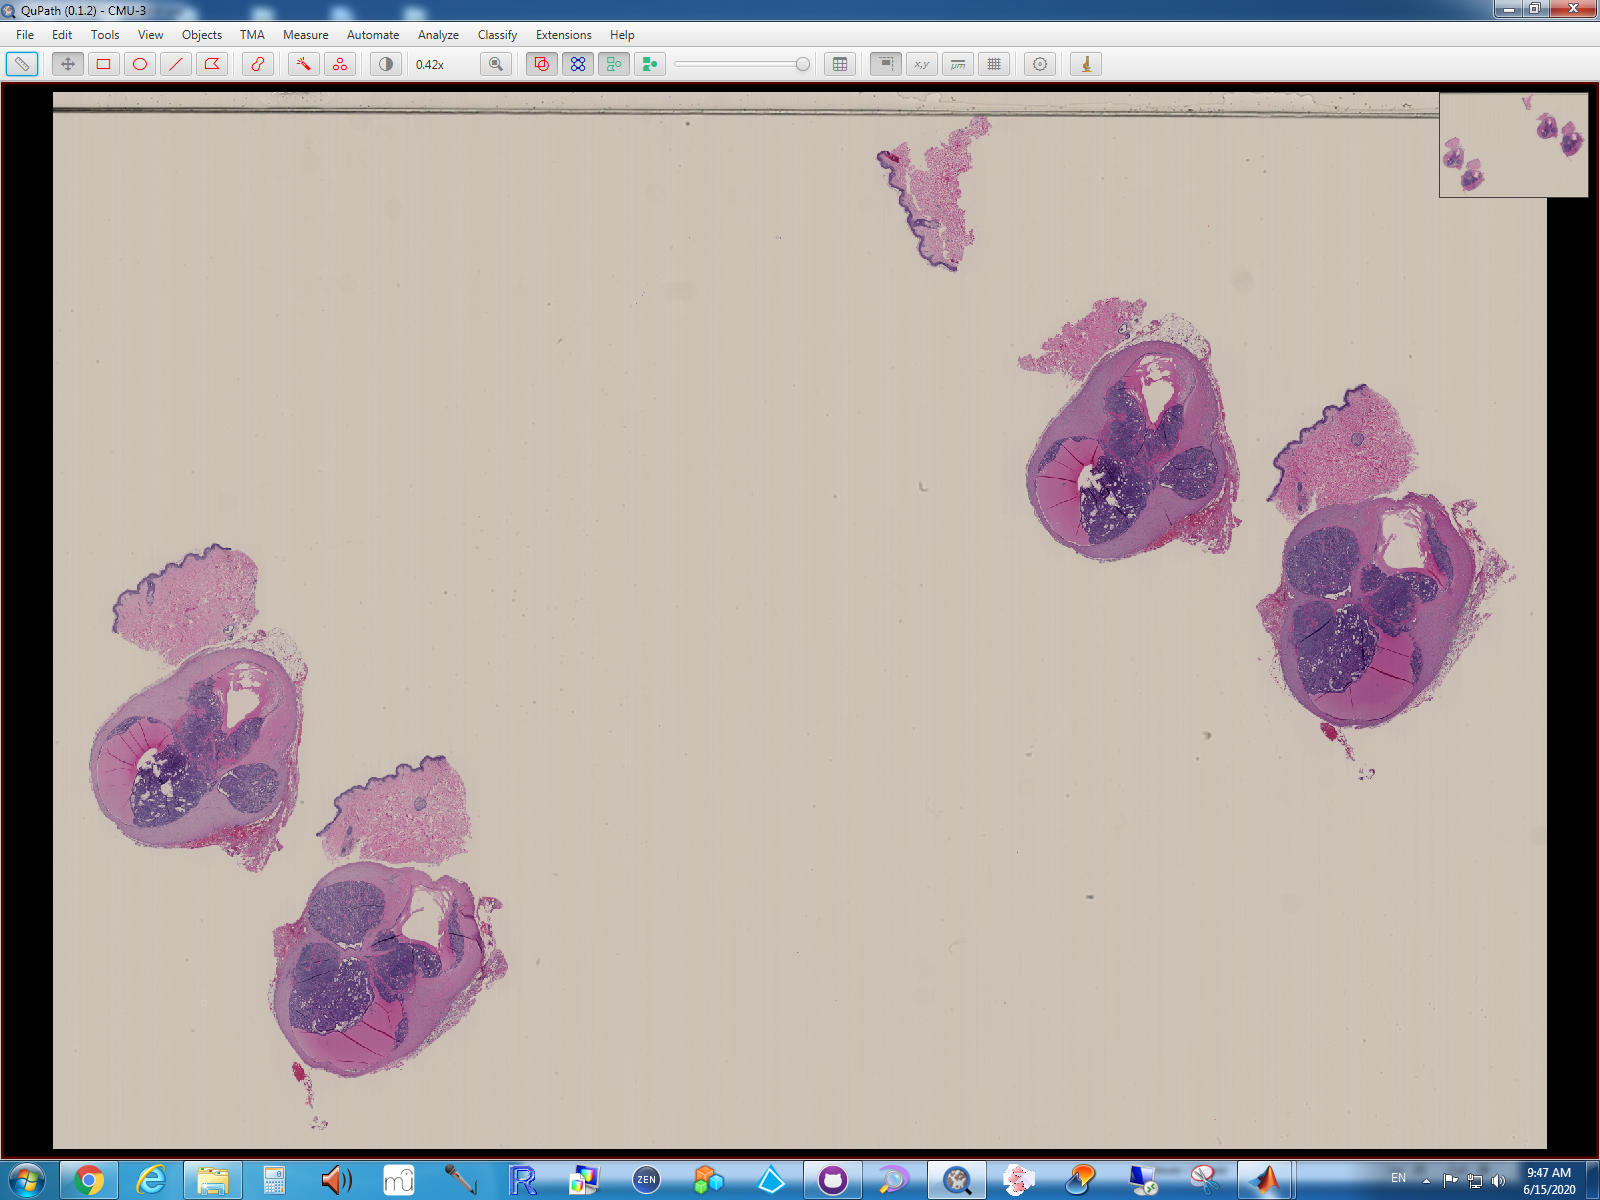 QuPath (0.1.2) - CMU-3
File Edit Tools View Objects TMA Measure Automate Analyze Classify Extensions Help
0.42x
x,y
μm
ZEN
EN
9:47 AM
6/15/2020